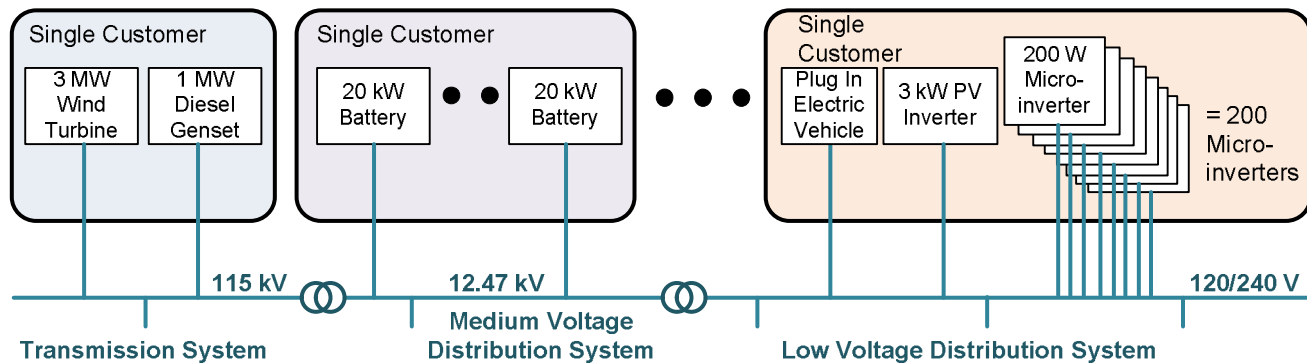 Single Customer
3 MW
Wind
Turbine
1 MW
Diesel
Genset
Single Customer
20 kW
Battery
20 kW
Battery
Single
Customer
Plug In
Electric
Vehicle
3 kW PV
Inverter
200 W
Micro-
inverter
= 200
Micro-
inverters
115 kV
12.47 kV
120/240 V
Transmission System
Medium Voltage
Distribution System
Low Voltage Distribution System